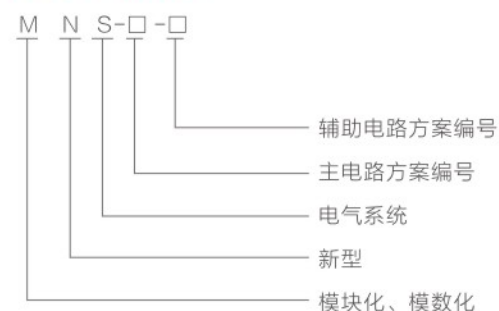 M N S-□-□
辅助电路方案编号
主电路方案编号
电气系统
新型
模块化、模数化